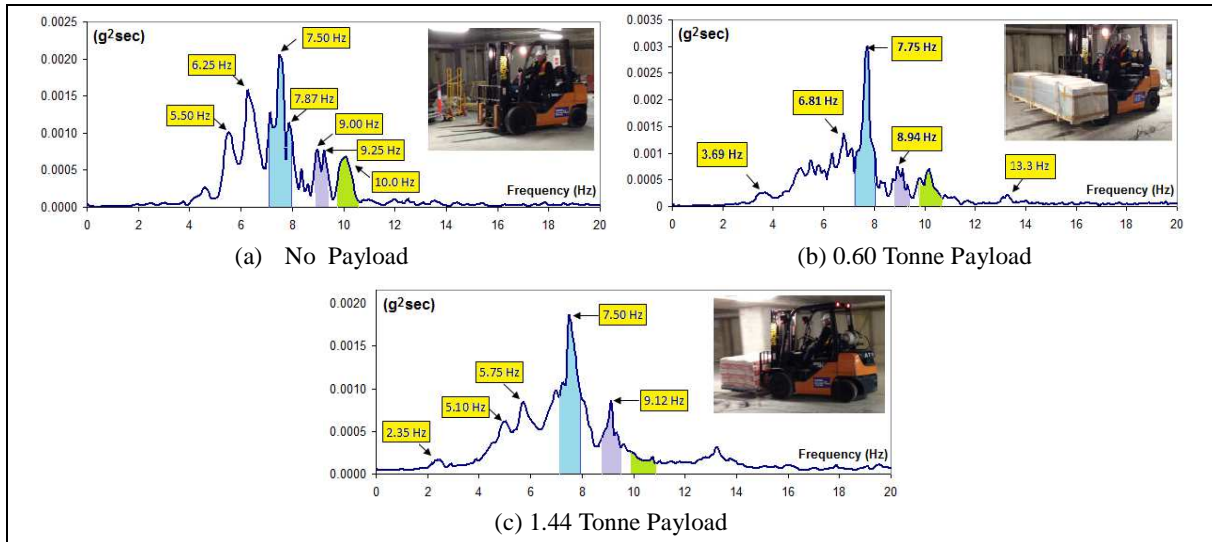 0.0025
(g²sec)
7.50 Hz
0.0020
6.25 Hz
0.0015
7.87 Hz
5.50 Hz
9.00 Hz
0.0010
9.25 Hz
0.0005
10.0 Hz
Frequency (Hz)
0.0000
0 2 4 6 8 10 12 14 16 18 20
(a) No Payload
0.0035
(g²sec)
0.003
7.75 Hz
0.0025
0.002
6.81 Hz
0.0015
8.94 Hz
3.69 Hz
0.001
13.3 Hz
0.0005
Frequency (Hz)
0
0 2 4 6 8 10 12 14 16 18 20
(b) 0.60 Tonne Payload
0.0020
(g²sec)
7.50 Hz
0.0015
5.75 Hz
0.0010
5.10 Hz
9.12 Hz
2.35 Hz
0.0005
Frequency (Hz)
0.0000
0 2 4 6 8 10 12 14 16 18 20
(c) 1.44 Tonne Payload